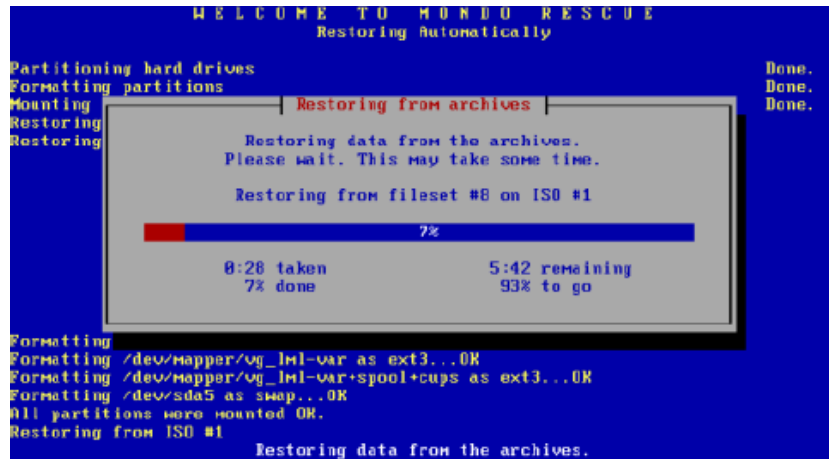 WELCOME TO MONDO RESCUE
Restoring Automatically
Partitioning hard drives Done.
Formatting partitions Done.
Mounting Done.
Restoring
Restoring
Restoring from archives
Restoring data from the archives.
Please wait. This may take some time.
Restoring from fileset #8 on ISO #1
7%
0:28 taken 5:42 remaining
7% done 93% to go
Formatting
Formatting /dev/mapper/vg_lml-var as ext3...OK
Formatting /dev/mapper/vg_lml-var+spool+cups as ext3...OK
Formatting /dev/sda5 as swap...OK
All partitions were mounted OK.
Restoring from ISO #1
Restoring data from the archives.